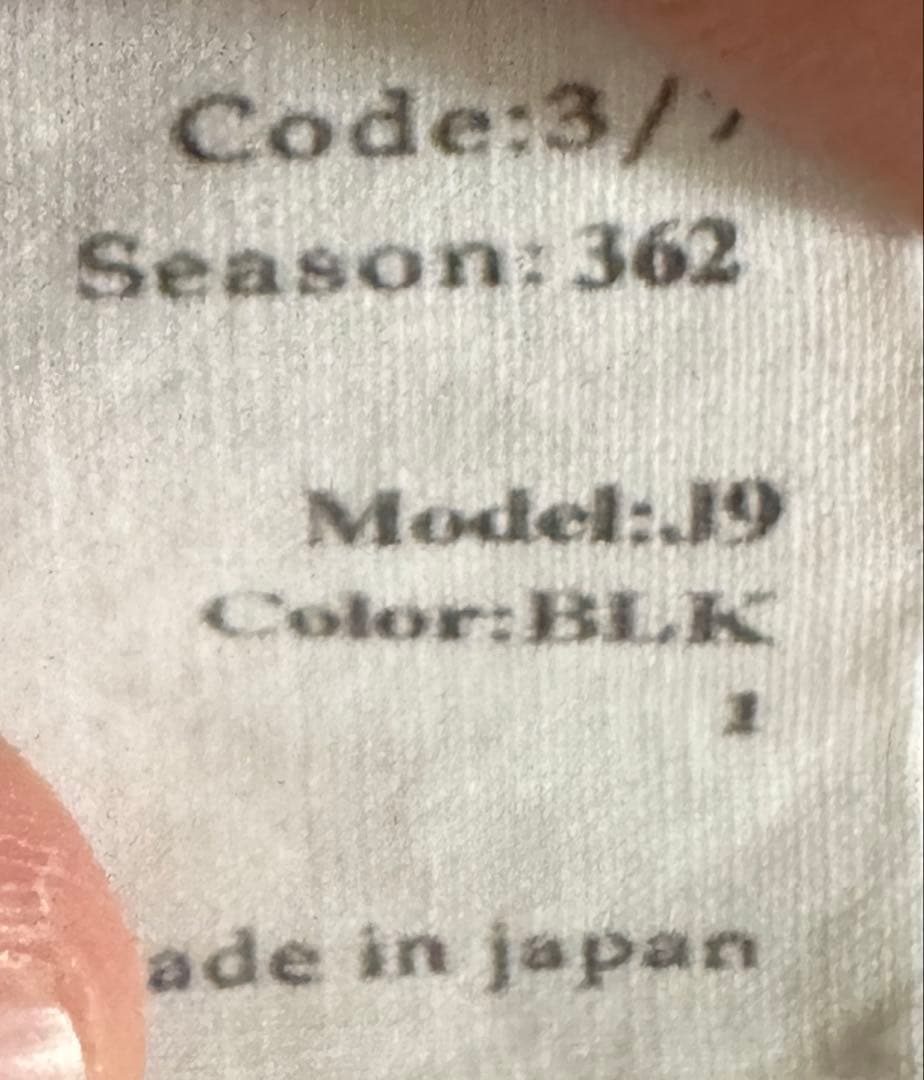 Code:3/
Season: 362
Model:J9
Color:BLK
1
ade in japan